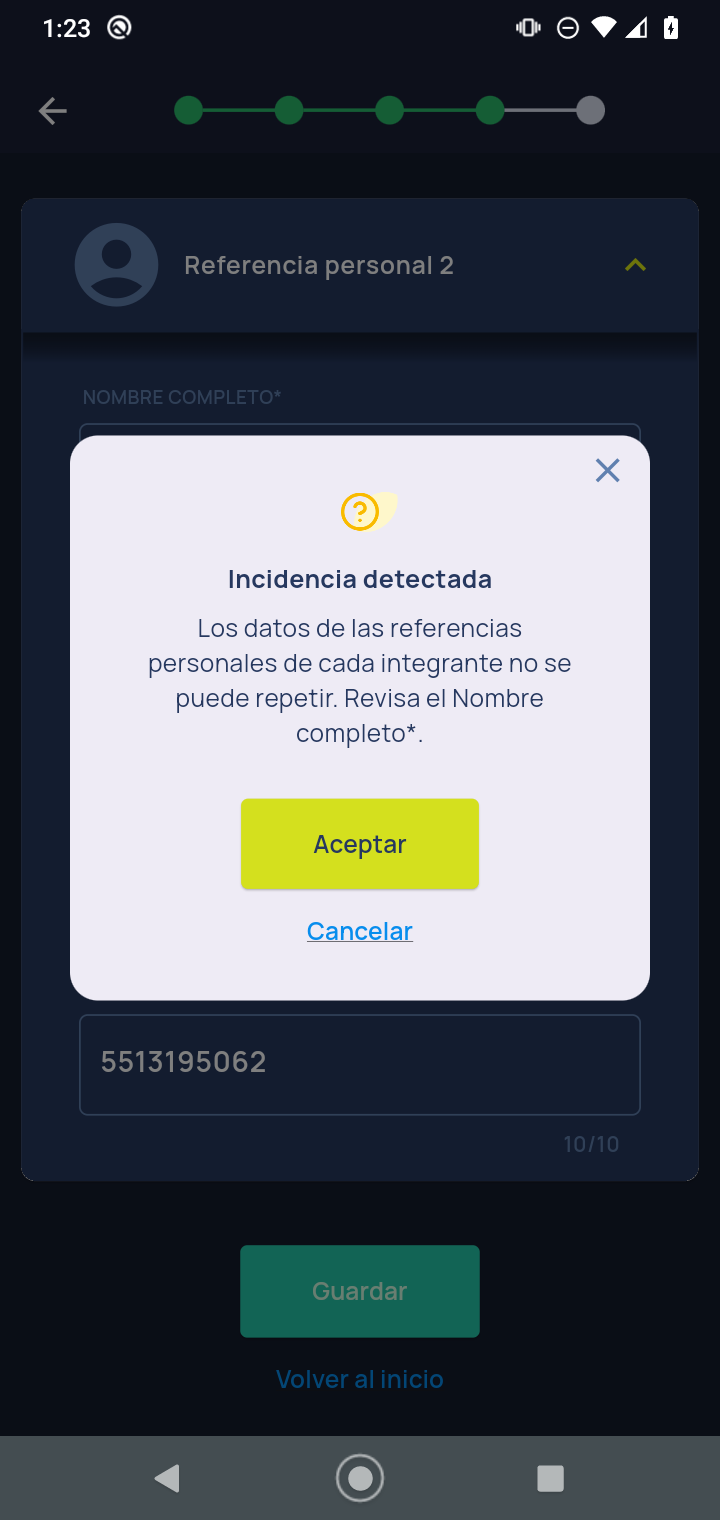 1:23
Referencia personal 2
NOMBRE COMPLETO*
Incidencia detectada
Los datos de las referencias
personales de cada integrante no se
puede repetir. Revisa el Nombre
completo*.
Aceptar
Cancelar
5513195062
10/10
Guardar
Volver al inicio